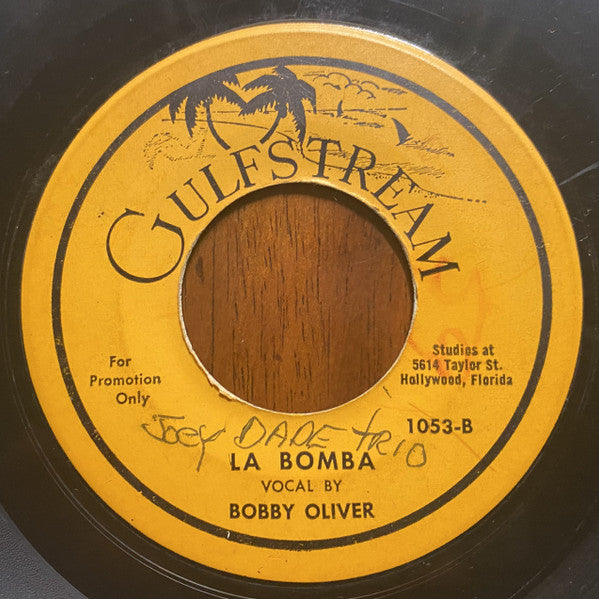 GULFSTREAM
For
Promotion
Only
Studios at
5614 Taylor St.
Hollywood, Florida
1053-B
Joey DARE TRIO
LA BOMBA
VOCAL BY
BOBBY OLIVER